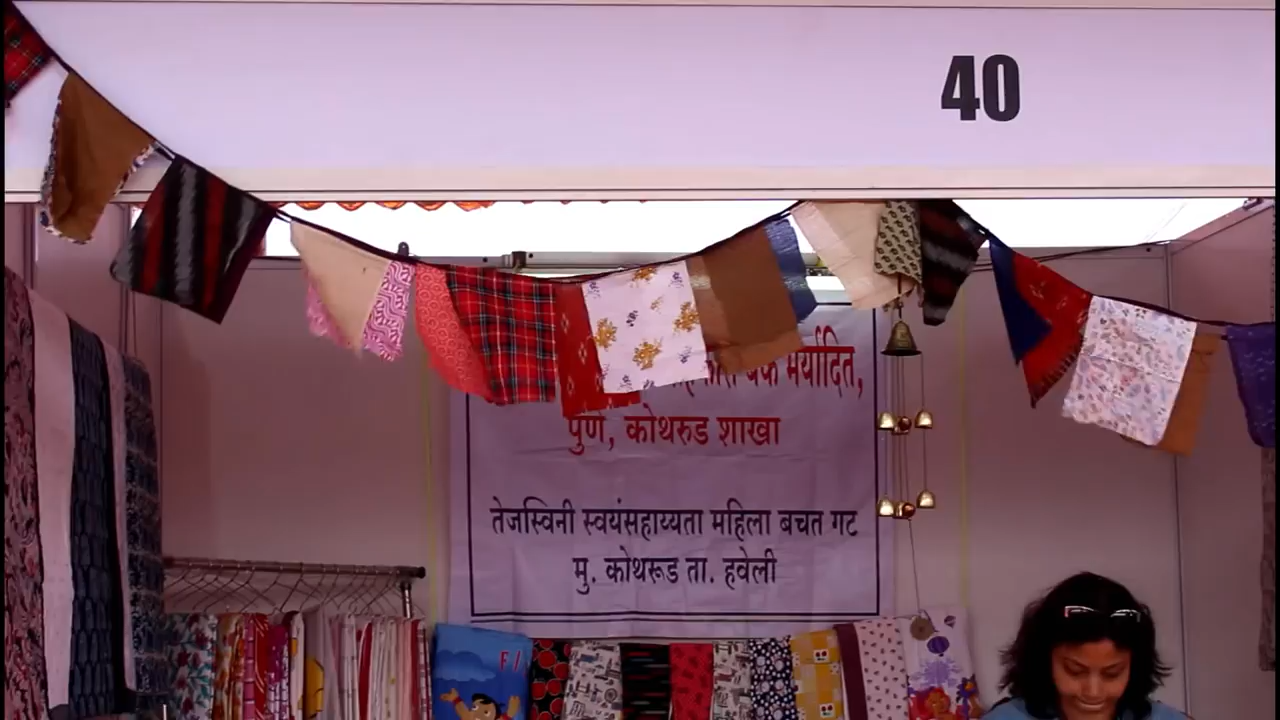 40
बँक मर्यादित,
पुणे, कोथरुड शाखा
तेजस्विनी स्वयंसहाय्यता महिला बचत गट
मु. कोथरूड ता. हवेली